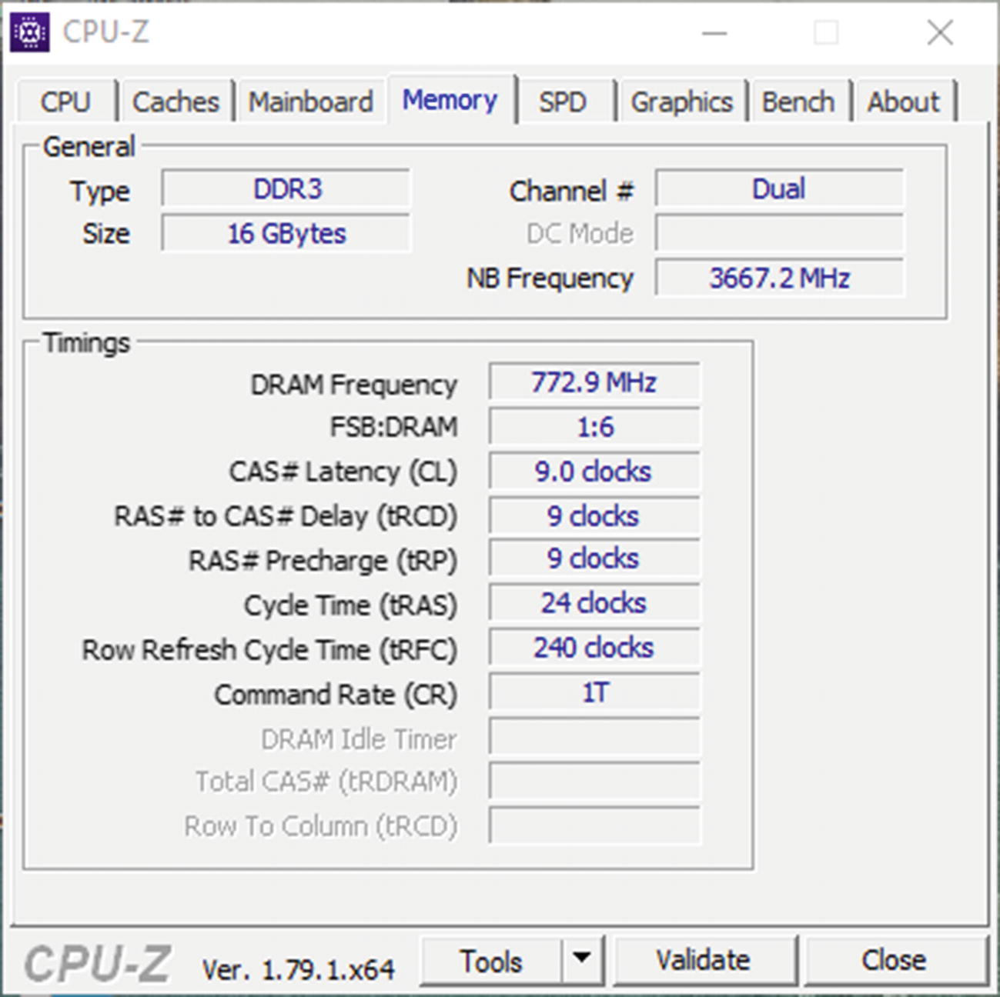 CPU-Z
CPU Caches Mainboard Memory SPD Graphics Bench About
General
Type DDR3 Channel # Dual
Size 16 GBytes DC Mode
NB Frequency 3667.2 MHz
Timings
DRAM Frequency 772.9 MHz
FSB:DRAM 1:6
CAS# Latency (CL) 9.0 clocks
RAS# to CAS# Delay (tRCD) 9 clocks
RAS# Precharge (tRP) 9 clocks
Cycle Time (tRAS) 24 clocks
Row Refresh Cycle Time (tRFC) 240 clocks
Command Rate (CR) 1T
DRAM Idle Timer
Total CAS# (tRDRAM)
Row To Column (tRCD)
CPU-Z Ver. 1.79.1.x64 Tools Validate Close